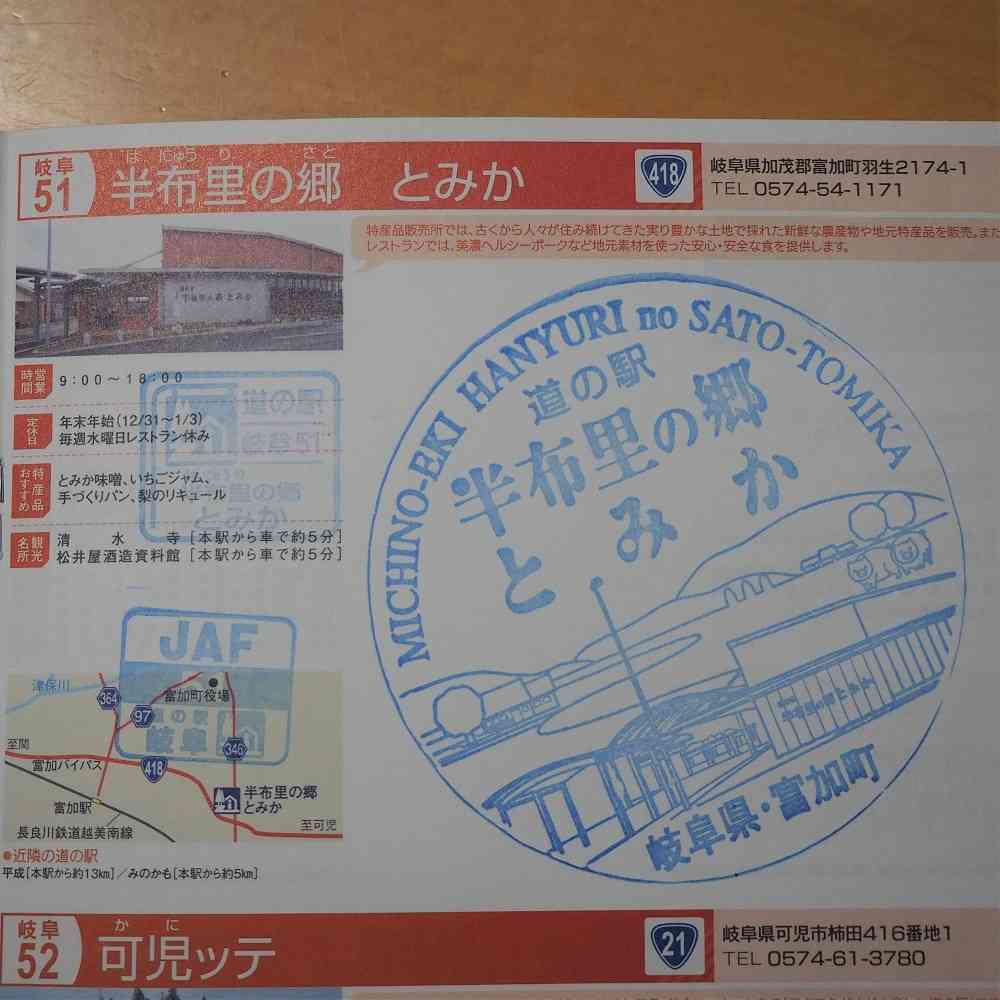 岐阜
51
は にゅう り さと
半布里の郷 とみか
418
岐阜県加茂郡富加町羽生2174-1
TEL 0574-54-1171
特産品販売所では、古くから人々が住み続けてきた実り豊かな土地で採れた新鮮な農産物や地元特産品を販売。また
レストランでは、美濃ヘルシーポークなど地元素材を使った安心・安全な食を提供します。
半布里の郷 とみか
営業時間
9:00〜18:00
定休日
年末年始(12/31〜1/3)
毎週水曜日レストラン休み
特産品おすすめ
とみか味噌、いちごジャム、
手づくりパン、梨のリキュール
観光名所
清水寺 [本駅から車で約5分]
松井屋酒造資料館 [本駅から車で約5分]
道の駅
岐阜51
半布里の郷
とみか
MICHINO-EKI HANYURI no SATO-TOMIKA
道の駅
半布里の郷
とみか
岐阜県・富加町
JAF
道の駅
岐阜
津保川
364
富加町役場
97
346
至関
富加バイパス
418
富加駅
半布里の郷
とみか
長良川鉄道越美南線
至可児
●近隣の道の駅
平成[本駅から約13km]/みのかも[本駅から約5km]
岐阜
52
か に
可児ッテ
21
岐阜県可児市柿田416番地1
TEL 0574-61-3780